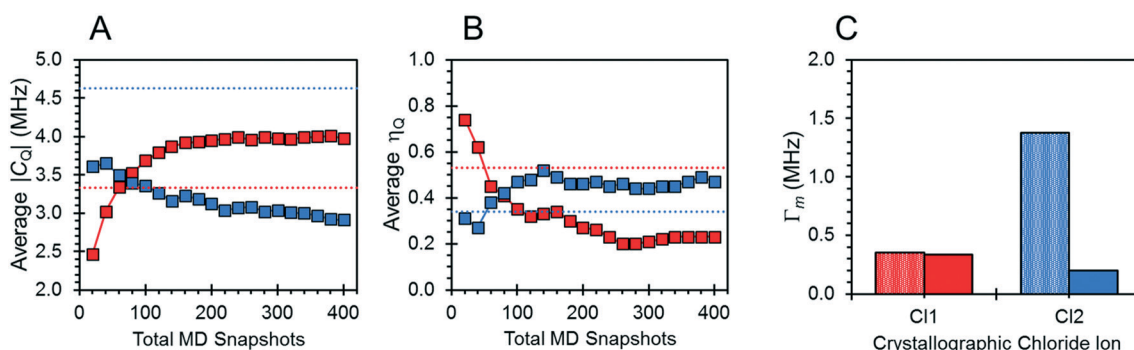 A
Average |C_Q| (MHz)
5.0
4.5
4.0
3.5
3.0
2.5
2.0
0 100 200 300 400
Total MD Snapshots
B
Average η_Q
1.0
0.8
0.6
0.4
0.2
0.0
0 100 200 300 400
Total MD Snapshots
C
Γ_m (MHz)
2.0
1.5
1.0
0.5
0.0
Cl1 Cl2
Crystallographic Chloride Ion